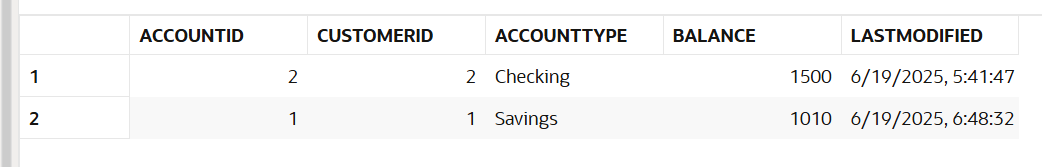 ACCOUNTID CUSTOMERID ACCOUNTTYPE BALANCE LASTMODIFIED
1 2 2 Checking 1500 6/19/2025, 5:41:47
2 1 1 Savings 1010 6/19/2025, 6:48:32